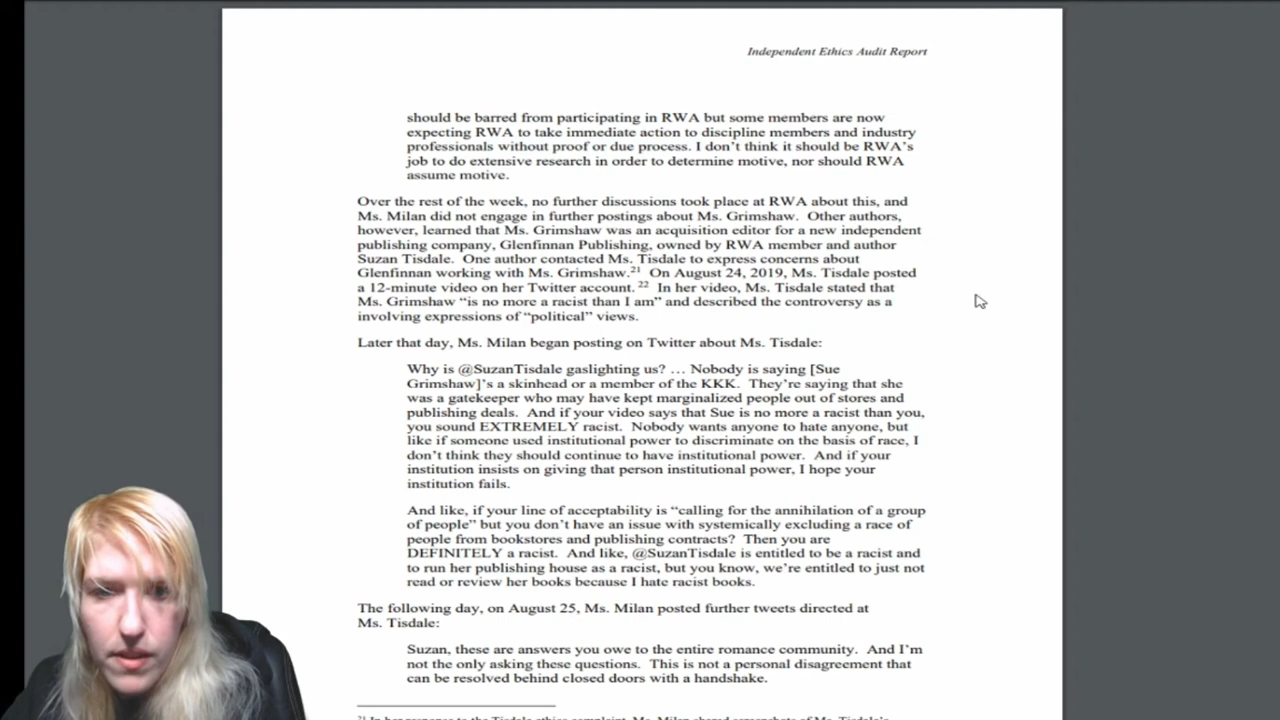 Independent Ethics Audit Report
should be barred from participating in RWA but some members are now
expecting RWA to take immediate action to discipline members and industry
professionals without proof or due process. I don't think it should be RWA's
job to do extensive research in order to determine motive, nor should RWA
assume motive.
Over the rest of the week, no further discussions took place at RWA about this, and
Ms. Milan did not engage in further postings about Ms. Grimshaw. Other authors,
however, learned that Ms. Grimshaw was an acquisition editor for a new independent
publishing company, Glenfinnan Publishing, owned by RWA member and author
Suzan Tisdale. One author contacted Ms. Tisdale to express concerns about
Glenfinnan working with Ms. Grimshaw.21 On August 24, 2019, Ms. Tisdale posted
a 12-minute video on her Twitter account. 22 In her video, Ms. Tisdale stated that
Ms. Grimshaw “is no more a racist than I am” and described the controversy as a
involving expressions of “political” views.
Later that day, Ms. Milan began posting on Twitter about Ms. Tisdale:
Why is @SuzanTisdale gaslighting us? … Nobody is saying [Sue
Grimshaw]'s a skinhead or a member of the KKK. They're saying that she
was a gatekeeper who may have kept marginalized people out of stores and
publishing deals. And if your video says that Sue is no more a racist than you,
you sound EXTREMELY racist. Nobody wants anyone to hate anyone, but
like if someone used institutional power to discriminate on the basis of race, I
don't think they should continue to have institutional power. And if your
institution insists on giving that person institutional power, I hope your
institution fails.
And like, if your line of acceptability is “calling for the annihilation of a group
of people” but you don't have an issue with systemically excluding a race of
people from bookstores and publishing contracts? Then you are
DEFINITELY a racist. And like, @SuzanTisdale is entitled to be a racist and
to run her publishing house as a racist, but you know, we're entitled to just not
read or review her books because I hate racist books.
The following day, on August 25, Ms. Milan posted further tweets directed at
Ms. Tisdale:
Suzan, these are answers you owe to the entire romance community. And I'm
not the only asking these questions. This is not a personal disagreement that
can be resolved behind closed doors with a handshake.